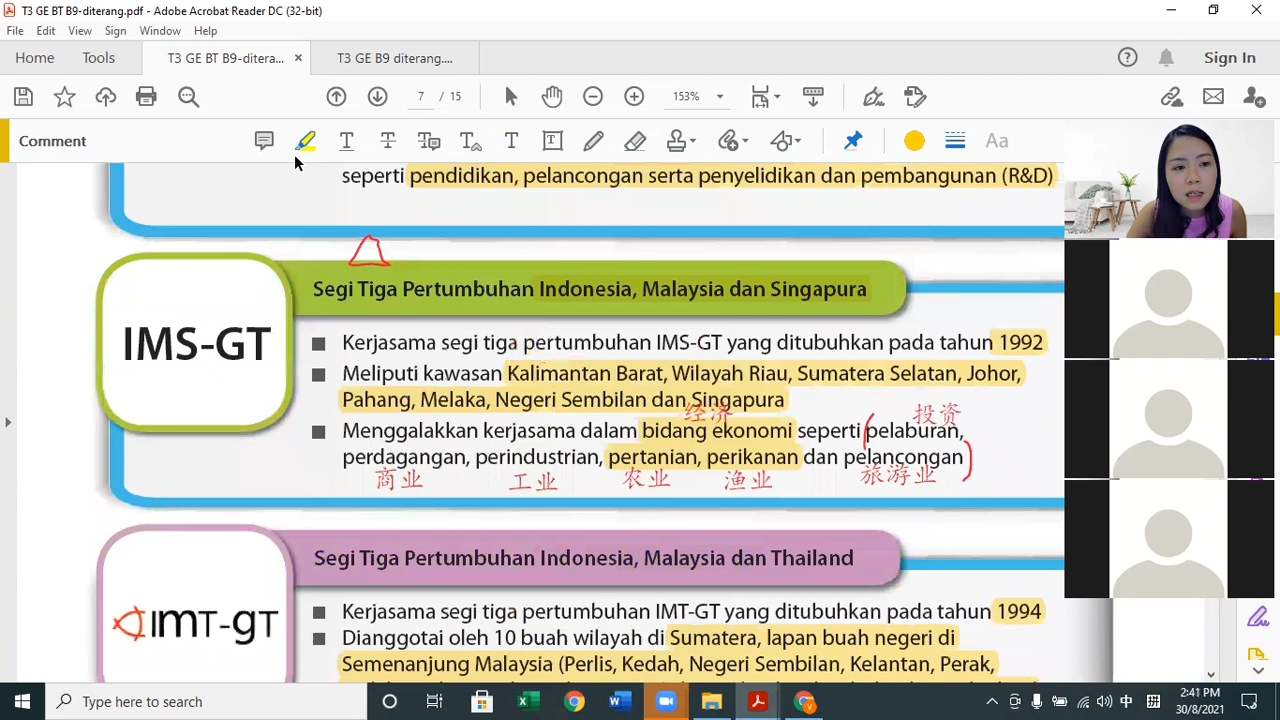 T3 GE BT B9-diterang.pdf - Adobe Acrobat Reader DC (32-bit)
File Edit View Sign Window Help
Home Tools T3 GE BT B9-ditera... × T3 GE B9 diterang.... Sign In
7 / 15 153%
Comment Aa
seperti pendidikan, pelancongan serta penyelidikan dan pembangunan (R&D)
Segi Tiga Pertumbuhan Indonesia, Malaysia dan Singapura
IMS-GT
Kerjasama segi tiga pertumbuhan IMS-GT yang ditubuhkan pada tahun 1992
Meliputi kawasan Kalimantan Barat, Wilayah Riau, Sumatera Selatan, Johor,
Pahang, Melaka, Negeri Sembilan dan Singapura
经济 投资
Menggalakkan kerjasama dalam bidang ekonomi seperti pelaburan,
perdagangan, perindustrian, pertanian, perikanan dan pelancongan
商业 工业 农业 渔业 旅游业
Segi Tiga Pertumbuhan Indonesia, Malaysia dan Thailand
IMT-GT
Kerjasama segi tiga pertumbuhan IMT-GT yang ditubuhkan pada tahun 1994
Dianggotai oleh 10 buah wilayah di Sumatera, lapan buah negeri di
Semenanjung Malaysia (Perlis, Kedah, Negeri Sembilan, Kelantan, Perak,
Type here to search
中 拼
2:41 PM
30/8/2021